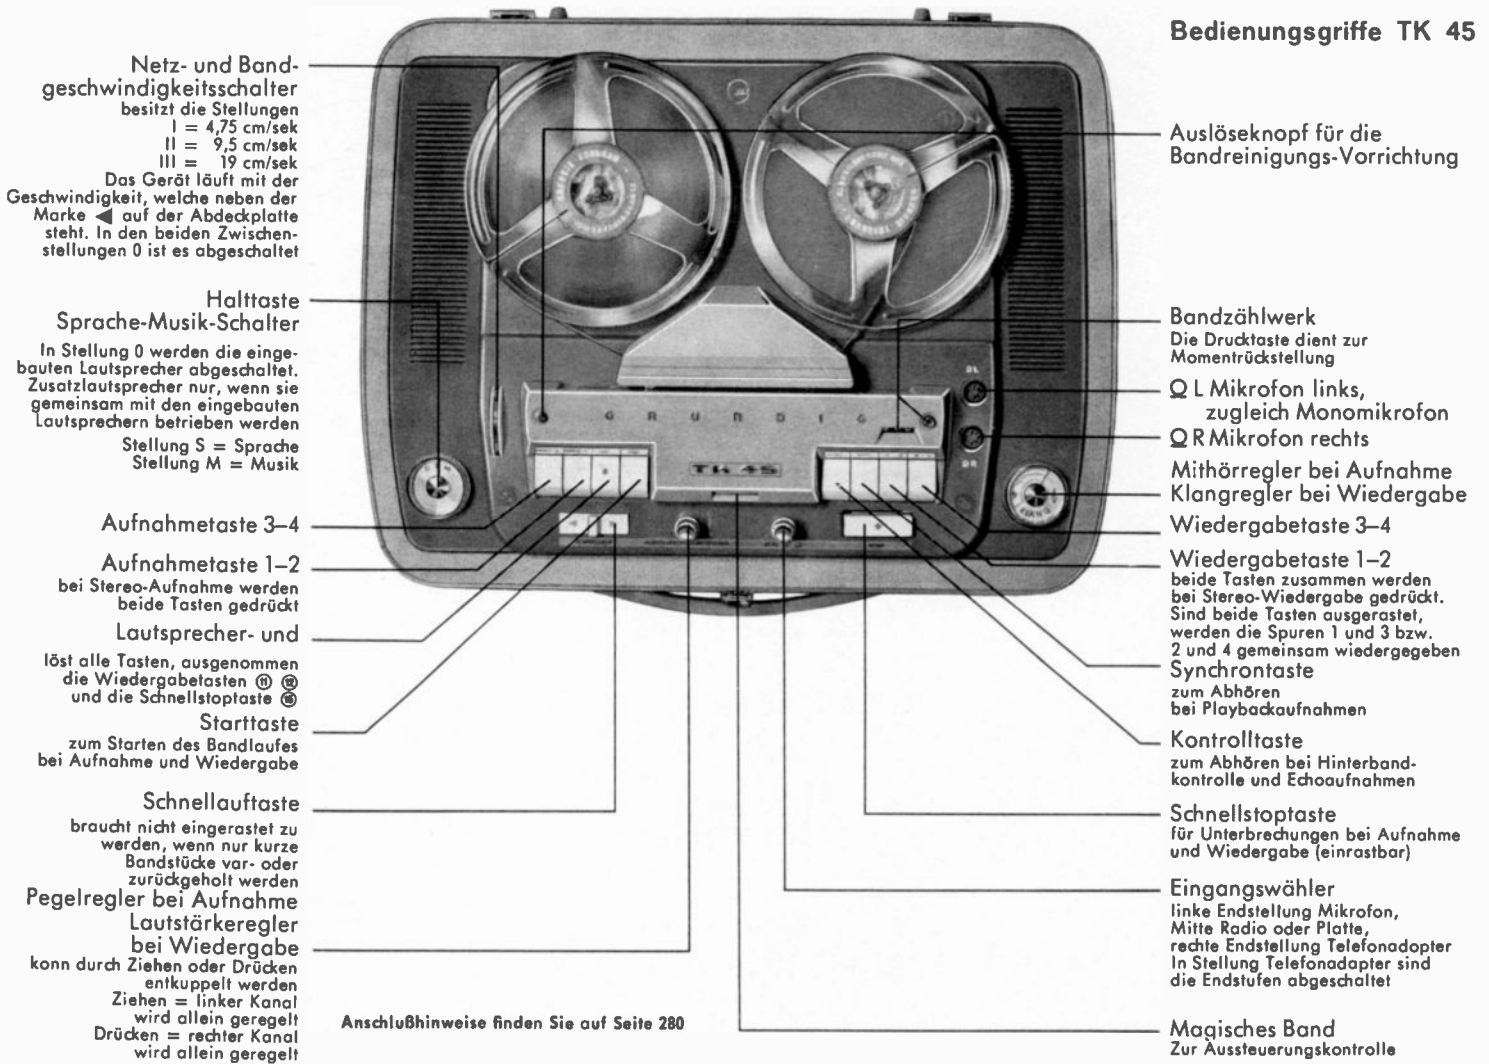 Bedienungsgriffe TK 45
Netz- und Band-
geschwindigkeitsschalter
besitzt die Stellungen
I = 4,75 cm/sek
II = 9,5 cm/sek
III = 19 cm/sek
Das Gerät läuft mit der
Geschwindigkeit, welche neben der
Marke ◀ auf der Abdeckplatte
steht. In den beiden Zwischen-
stellungen 0 ist es abgeschaltet
Halttaste
Sprache-Musik-Schalter
In Stellung 0 werden die einge-
bauten Lautsprecher abgeschaltet.
Zusatzlautsprecher nur, wenn sie
gemeinsam mit den eingebauten
Lautsprechern betrieben werden
Stellung S = Sprache
Stellung M = Musik
Aufnahmetaste 3–4
Aufnahmetaste 1–2
bei Stereo-Aufnahme werden
beide Tasten gedrückt
Lautsprecher- und
löst alle Tasten, ausgenommen
die Wiedergabetasten ⑪ ⑫
und die Schnellstoptaste
Starttaste
zum Starten des Bandlaufes
bei Aufnahme und Wiedergabe
Schnellauftaste
braucht nicht eingerastet zu
werden, wenn nur kurze
Bandstücke var- oder
zurückgeholt werden
Pegelregler bei Aufnahme
Lautstärkeregler
bei Wiedergabe
konn durch Ziehen oder Drücken
entkuppelt werden
Ziehen = linker Kanal
wird allein geregelt
Drücken = rechter Kanal
wird allein geregelt
GRUNDIG
TK 45
Anschlußhinweise finden Sie auf Seite 280
Auslöseknopf für die
Bandreinigungs-Vorrichtung
Bandzählwerk
Die Drucktaste dient zur
Momentrückstellung
L Mikrofon links,
zugleich Monomikrofon
R Mikrofon rechts
Mithörregler bei Aufnahme
Klangregler bei Wiedergabe
Wiedergabetaste 3–4
Wiedergabetaste 1–2
beide Tasten zusammen werden
bei Stereo-Wiedergabe gedrückt.
Sind beide Tasten ausgerastet,
werden die Spuren 1 und 3 bzw.
2 und 4 gemeinsam wiedergegeben
Synchrontaste
zum Abhören
bei Playbackaufnahmen
Kontrolltaste
zum Abhören bei Hinterband-
kontrolle und Echoaufnahmen
Schnellstoptaste
für Unterbrechungen bei Aufnahme
und Wiedergabe (einrastbar)
Eingangswähler
linke Endstellung Mikrofon,
Mitte Radio oder Platte,
rechte Endstellung Telefonadopter
In Stellung Telefonadapter sind
die Endstufen abgeschaltet
Magisches Band
Zur Aussteuerungskontrolle